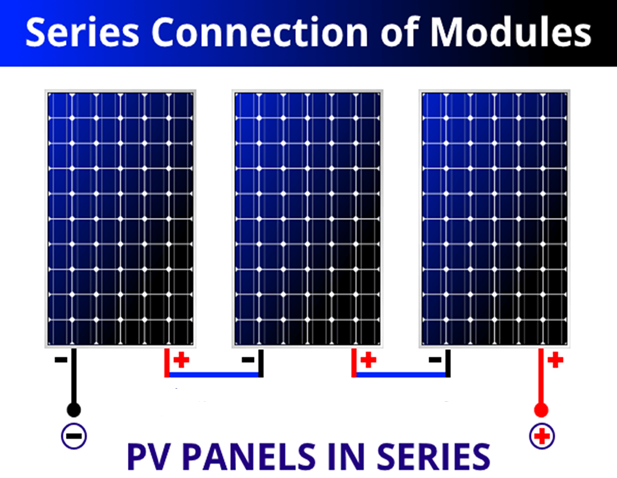 Series Connection of Modules
- + - + - +
- +
PV PANELS IN SERIES